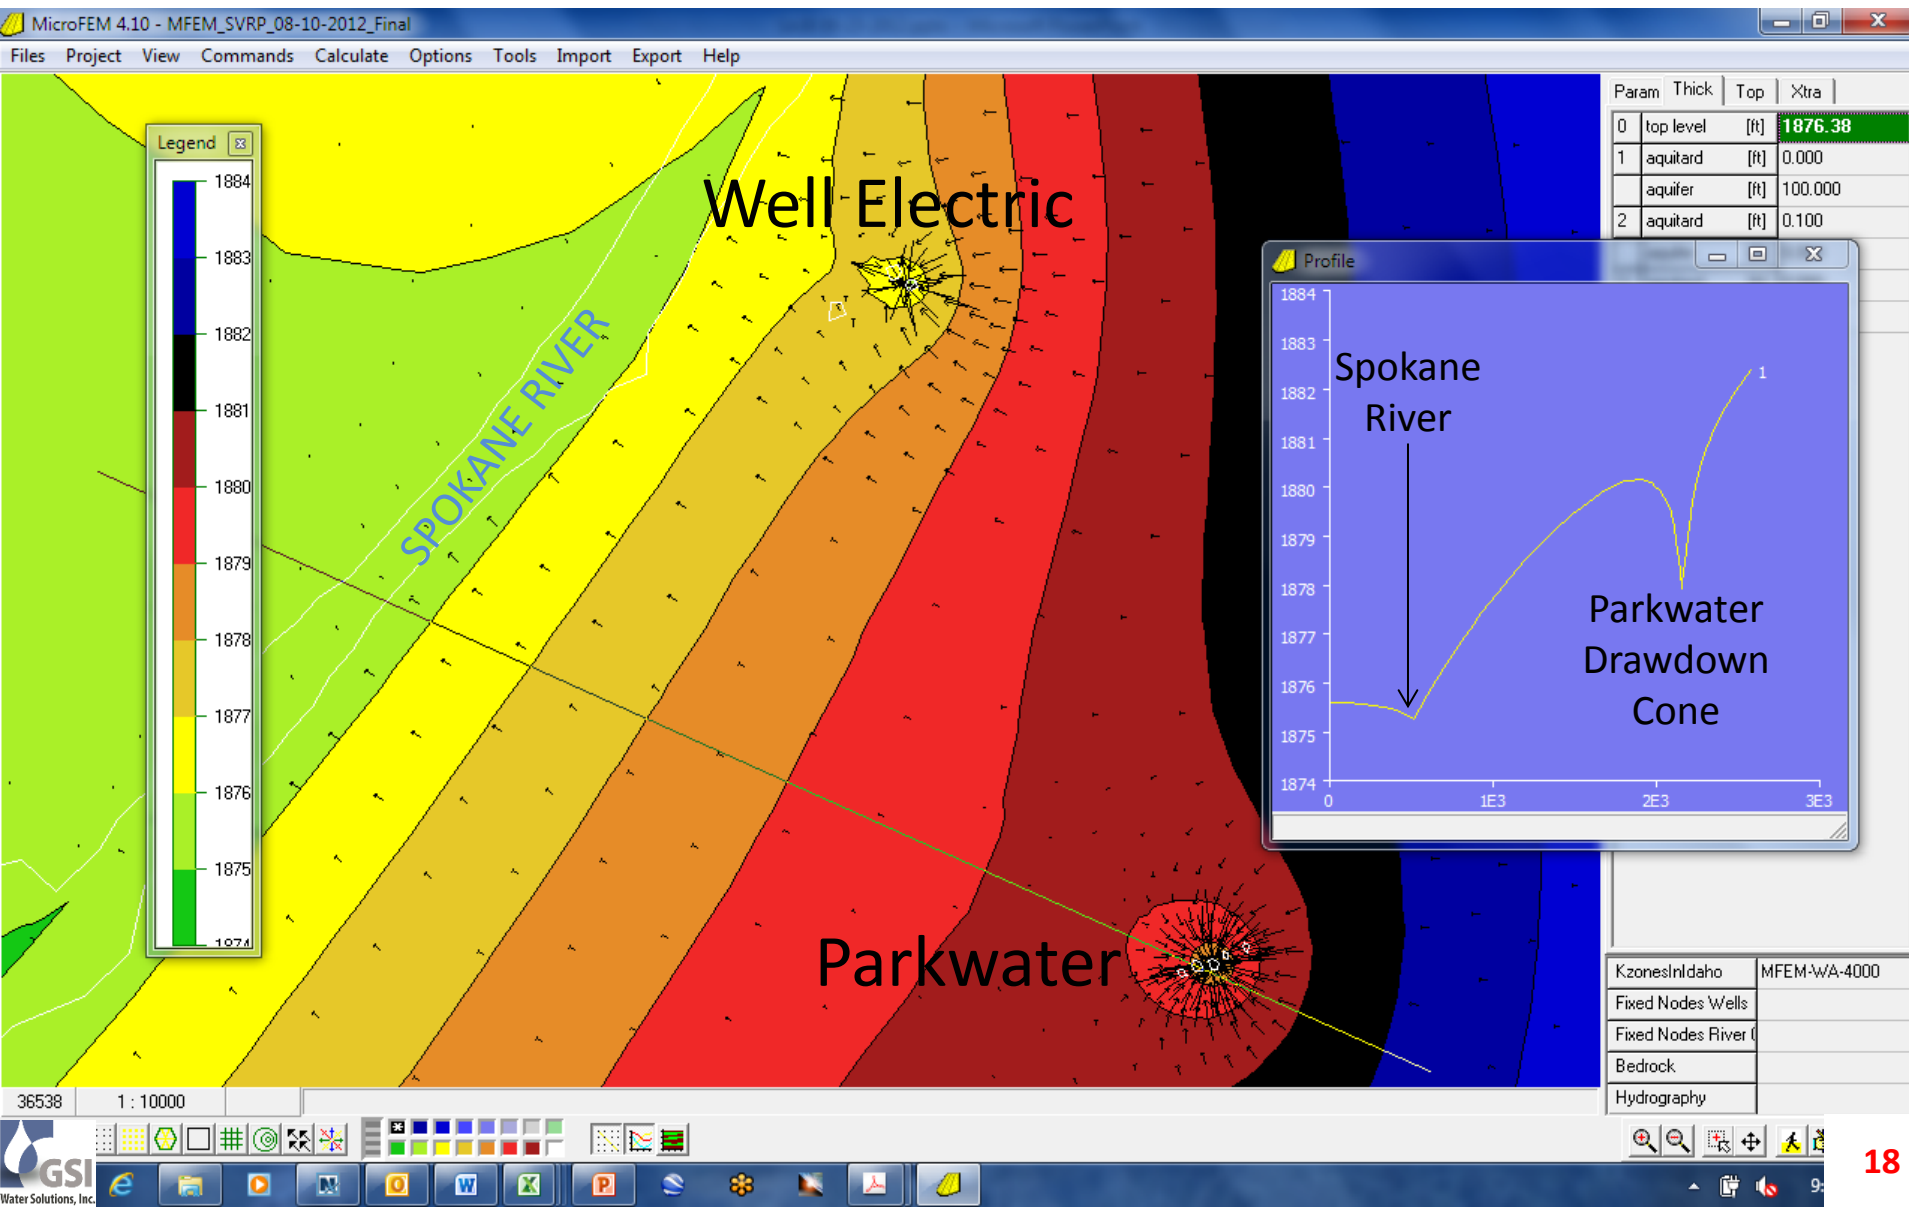 MicroFEM 4.10 - MFEM_SVRP_08-10-2012_Final
Files Project View Commands Calculate Options Tools Import Export Help
Param Thick Top Xtra
0 top level [ft] 1876.38
1 aquitard [ft] 0.000
aquifer [ft] 100.000
2 aquitard [ft] 0.100
Legend
1884
1883
1882
1881
1880
1879
1878
1877
1876
1875
1974
Well Electric
SPOKANE RIVER
Parkwater
Profile
1884
1883
1882
1881
1880
1879
1878
1877
1876
1875
1874
0 1E3 2E3 3E3
1
Spokane
River
Parkwater
Drawdown
Cone
KzonesInIdaho MFEM-WA-4000
Fixed Nodes Wells
Fixed Nodes River (
Bedrock
Hydrography
36538 1 : 10000
GSI
Water Solutions, Inc.
9:
18